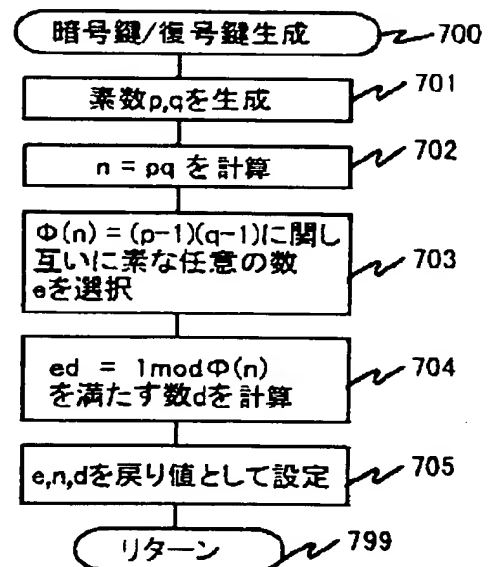 暗号鍵/復号鍵生成
700
素数p,qを生成
701
n = pq を計算
702
Φ(n) = (p-1)(q-1)に関し
互いに素な任意の数
eを選択
703
ed = 1modΦ(n)
を満たす数dを計算
704
e,n,dを戻り値として設定
705
リターン
799